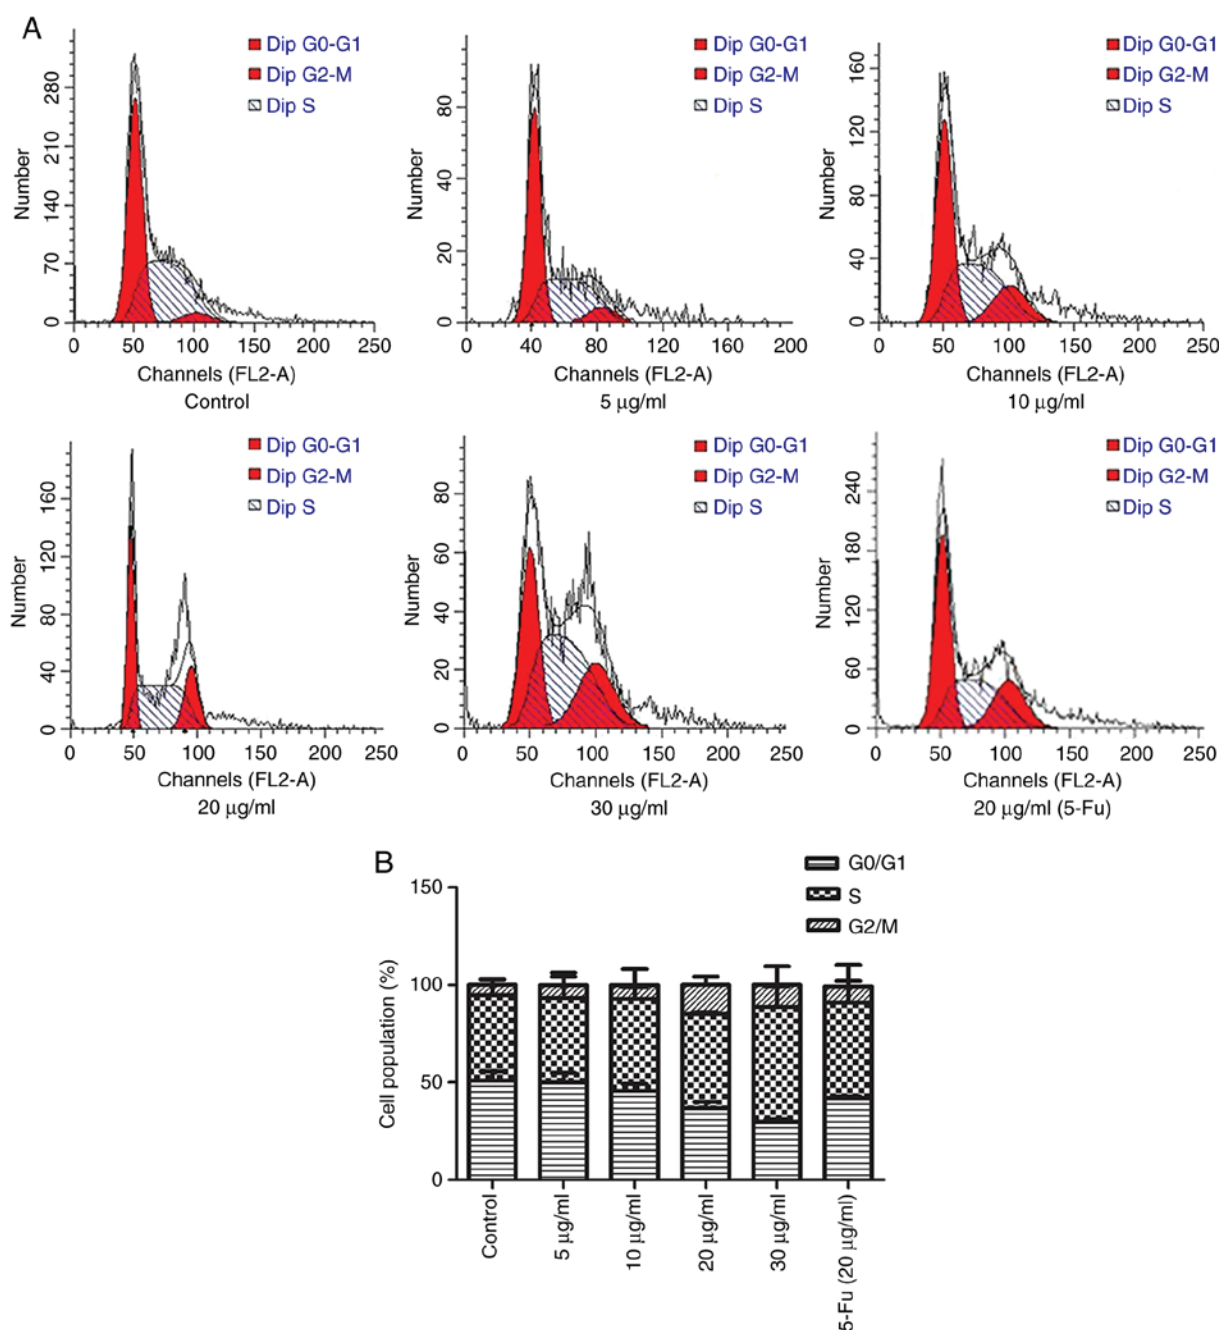 A
Dip G0-G1
Dip G2-M
Dip S
Number
280
210
140
70
0
0 50 100 150 200 250
Channels (FL2-A)
Control
Dip G0-G1
Dip G2-M
Dip S
Number
80
40
20
0
0 40 80 120 160 200
Channels (FL2-A)
5 μg/ml
Dip G0-G1
Dip G2-M
Dip S
Number
160
120
80
40
0
0 50 100 150 200 250
Channels (FL2-A)
10 μg/ml
Dip G0-G1
Dip G2-M
Dip S
Number
160
120
80
40
0
0 50 100 150 200 250
Channels (FL2-A)
20 μg/ml
Dip G0-G1
Dip G2-M
Dip S
Number
80
60
40
20
0
0 50 100 150 200 250
Channels (FL2-A)
30 μg/ml
Dip G0-G1
Dip G2-M
Dip S
Number
240
180
120
60
0
0 50 100 150 200 250
Channels (FL2-A)
20 μg/ml (5-Fu)
B
G0/G1
S
G2/M
Cell population (%)
150
100
50
0
Control
5 μg/ml
10 μg/ml
20 μg/ml
30 μg/ml
5-Fu (20 μg/ml)